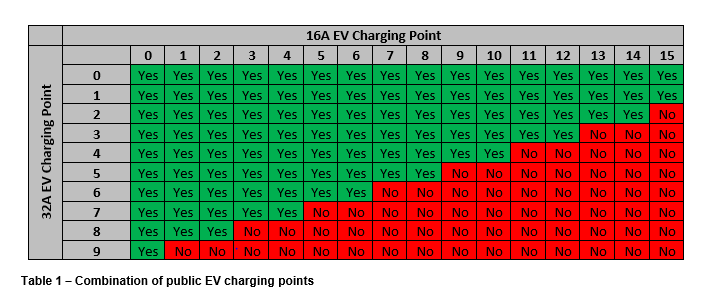 16A EV Charging Point
32A EV Charging Point
0 1 2 3 4 5 6 7 8 9 10 11 12 13 14 15
0 Yes Yes Yes Yes Yes Yes Yes Yes Yes Yes Yes Yes Yes Yes Yes Yes
1 Yes Yes Yes Yes Yes Yes Yes Yes Yes Yes Yes Yes Yes Yes Yes Yes
2 Yes Yes Yes Yes Yes Yes Yes Yes Yes Yes Yes Yes Yes Yes Yes No
3 Yes Yes Yes Yes Yes Yes Yes Yes Yes Yes Yes Yes Yes No No No
4 Yes Yes Yes Yes Yes Yes Yes Yes Yes Yes Yes No No No No No
5 Yes Yes Yes Yes Yes Yes Yes Yes Yes No No No No No No No
6 Yes Yes Yes Yes Yes Yes Yes No No No No No No No No No
7 Yes Yes Yes Yes Yes No No No No No No No No No No No
8 Yes Yes Yes No No No No No No No No No No No No No
9 Yes No No No No No No No No No No No No No No No
Table 1 – Combination of public EV charging points